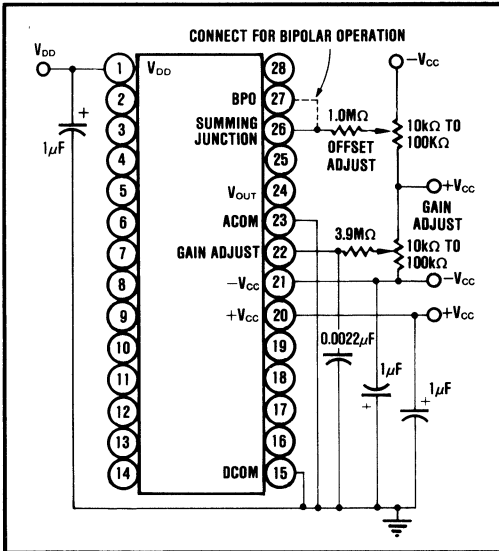 CONNECT FOR BIPOLAR OPERATION
V_DD
1 V_DD 28
-V_CC
2 BPO 27
1.0MΩ
10kΩ TO
100KΩ
3 SUMMING 26
JUNCTION
OFFSET
ADJUST
+
1μF
4 25
5 V_OUT 24
+V_CC
6 ACOM 23
GAIN
ADJUST
7 GAIN ADJUST 22
3.9MΩ
10kΩ TO
100kΩ
8 -V_CC 21
-V_CC
9 +V_CC 20
+V_CC
10 19
0.0022μF
11 18
1μF
1μF
12 17
+
+
13 16
14 DCOM 15